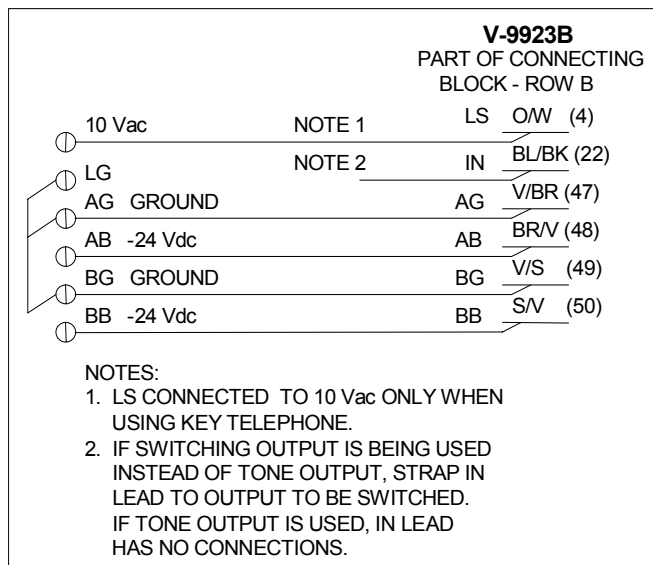 V-9923B
PART OF CONNECTING
BLOCK - ROW B
10 Vac NOTE 1 LS O/W (4)
LG NOTE 2 IN BL/BK (22)
AG GROUND AG V/BR (47)
AB -24 Vdc AB BR/V (48)
BG GROUND BG V/S (49)
BB -24 Vdc BB S/V (50)
NOTES:
1. LS CONNECTED TO 10 Vac ONLY WHEN
USING KEY TELEPHONE.
2. IF SWITCHING OUTPUT IS BEING USED
INSTEAD OF TONE OUTPUT, STRAP IN
LEAD TO OUTPUT TO BE SWITCHED.
IF TONE OUTPUT IS USED, IN LEAD
HAS NO CONNECTIONS.